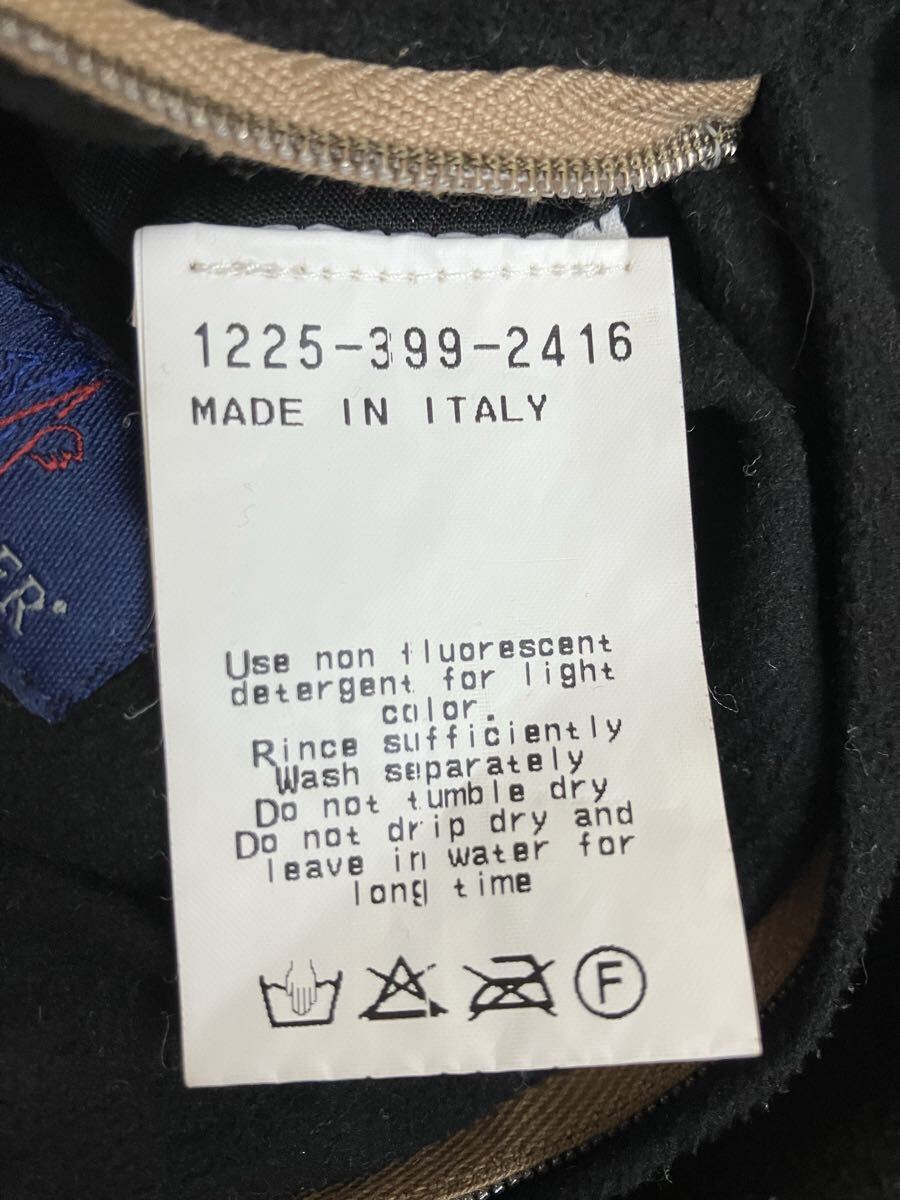 1225-399-2416
MADE IN ITALY
Use non fluorescent
detergent for light
color.
Rince sufficiently
Wash separately
Do not tumble dry
Do not drip dry and
leave in water for
long time
F
ER.